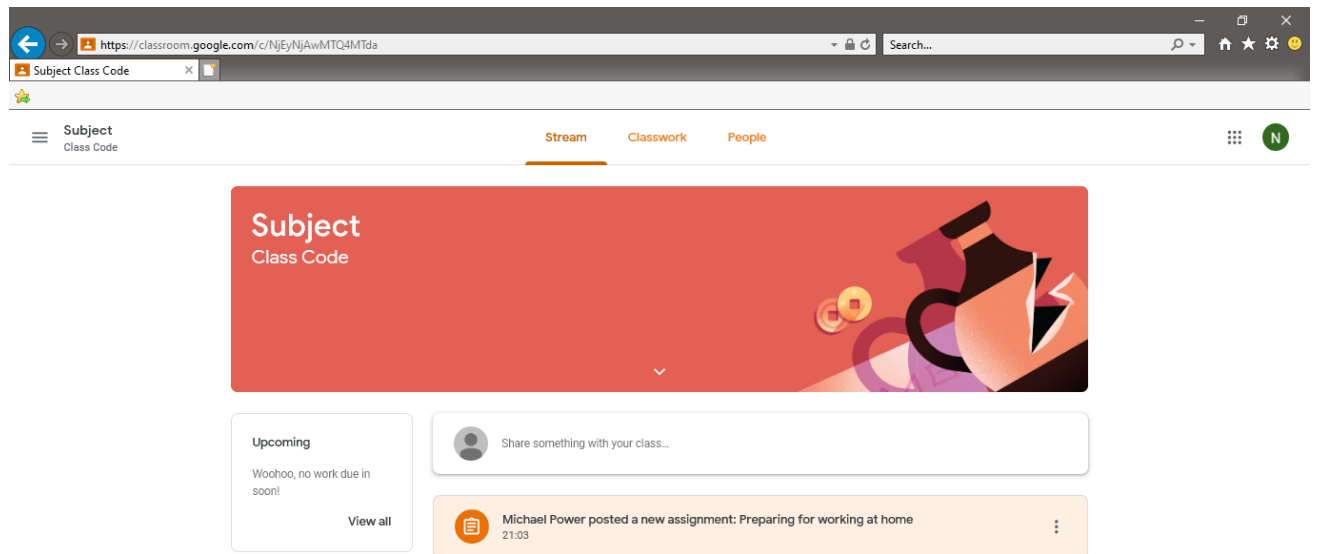 https://classroom.google.com/c/NjEyNjAwMTQ4MTda
Search...
Subject Class Code
Subject
Class Code
Stream Classwork People
N
Subject
Class Code
Upcoming
Woohoo, no work due in
soon!
View all
Share something with your class...
Michael Power posted a new assignment: Preparing for working at home
21:03